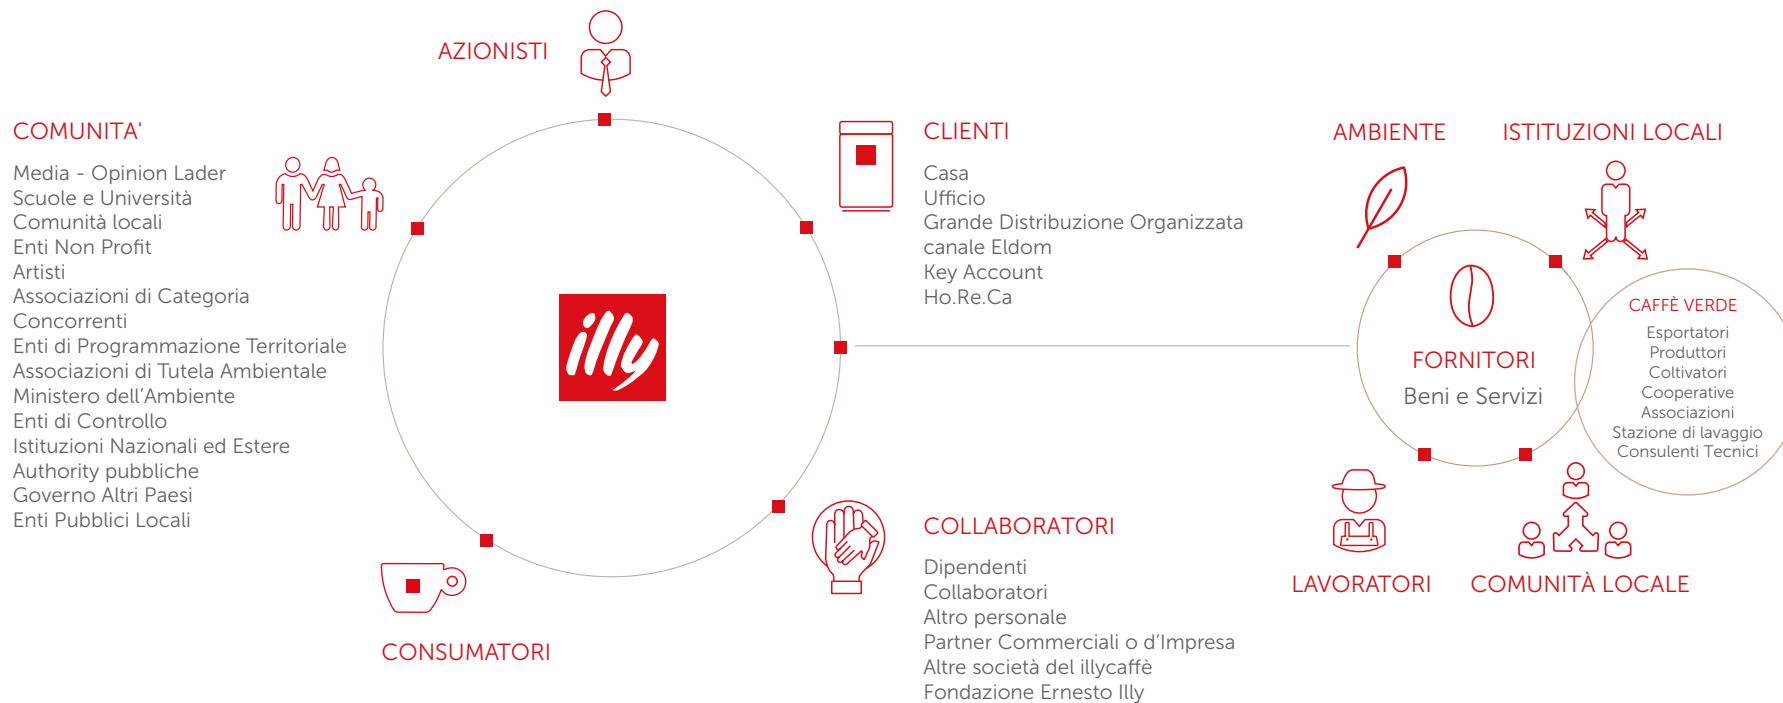 AZIONISTI
COMUNITA'
Media - Opinion Lader
Scuole e Università
Comunità locali
Enti Non Profit
Artisti
Associazioni di Categoria
Concorrenti
Enti di Programmazione Territoriale
Associazioni di Tutela Ambientale
Ministero dell’Ambiente
Enti di Controllo
Istituzioni Nazionali ed Estere
Authority pubbliche
Governo Altri Paesi
Enti Pubblici Locali
illy
CONSUMATORI
CLIENTI
Casa
Ufficio
Grande Distribuzione Organizzata
canale Eldom
Key Account
Ho.Re.Ca
COLLABORATORI
Dipendenti
Collaboratori
Altro personale
Partner Commerciali o d’Impresa
Altre società del illycaffè
Fondazione Ernesto Illy
AMBIENTE
ISTITUZIONI LOCALI
FORNITORI
Beni e Servizi
CAFFÈ VERDE
Esportatori
Produttori
Coltivatori
Cooperative
Associazioni
Stazione di lavaggio
Consulenti Tecnici
LAVORATORI
COMUNITÀ LOCALE